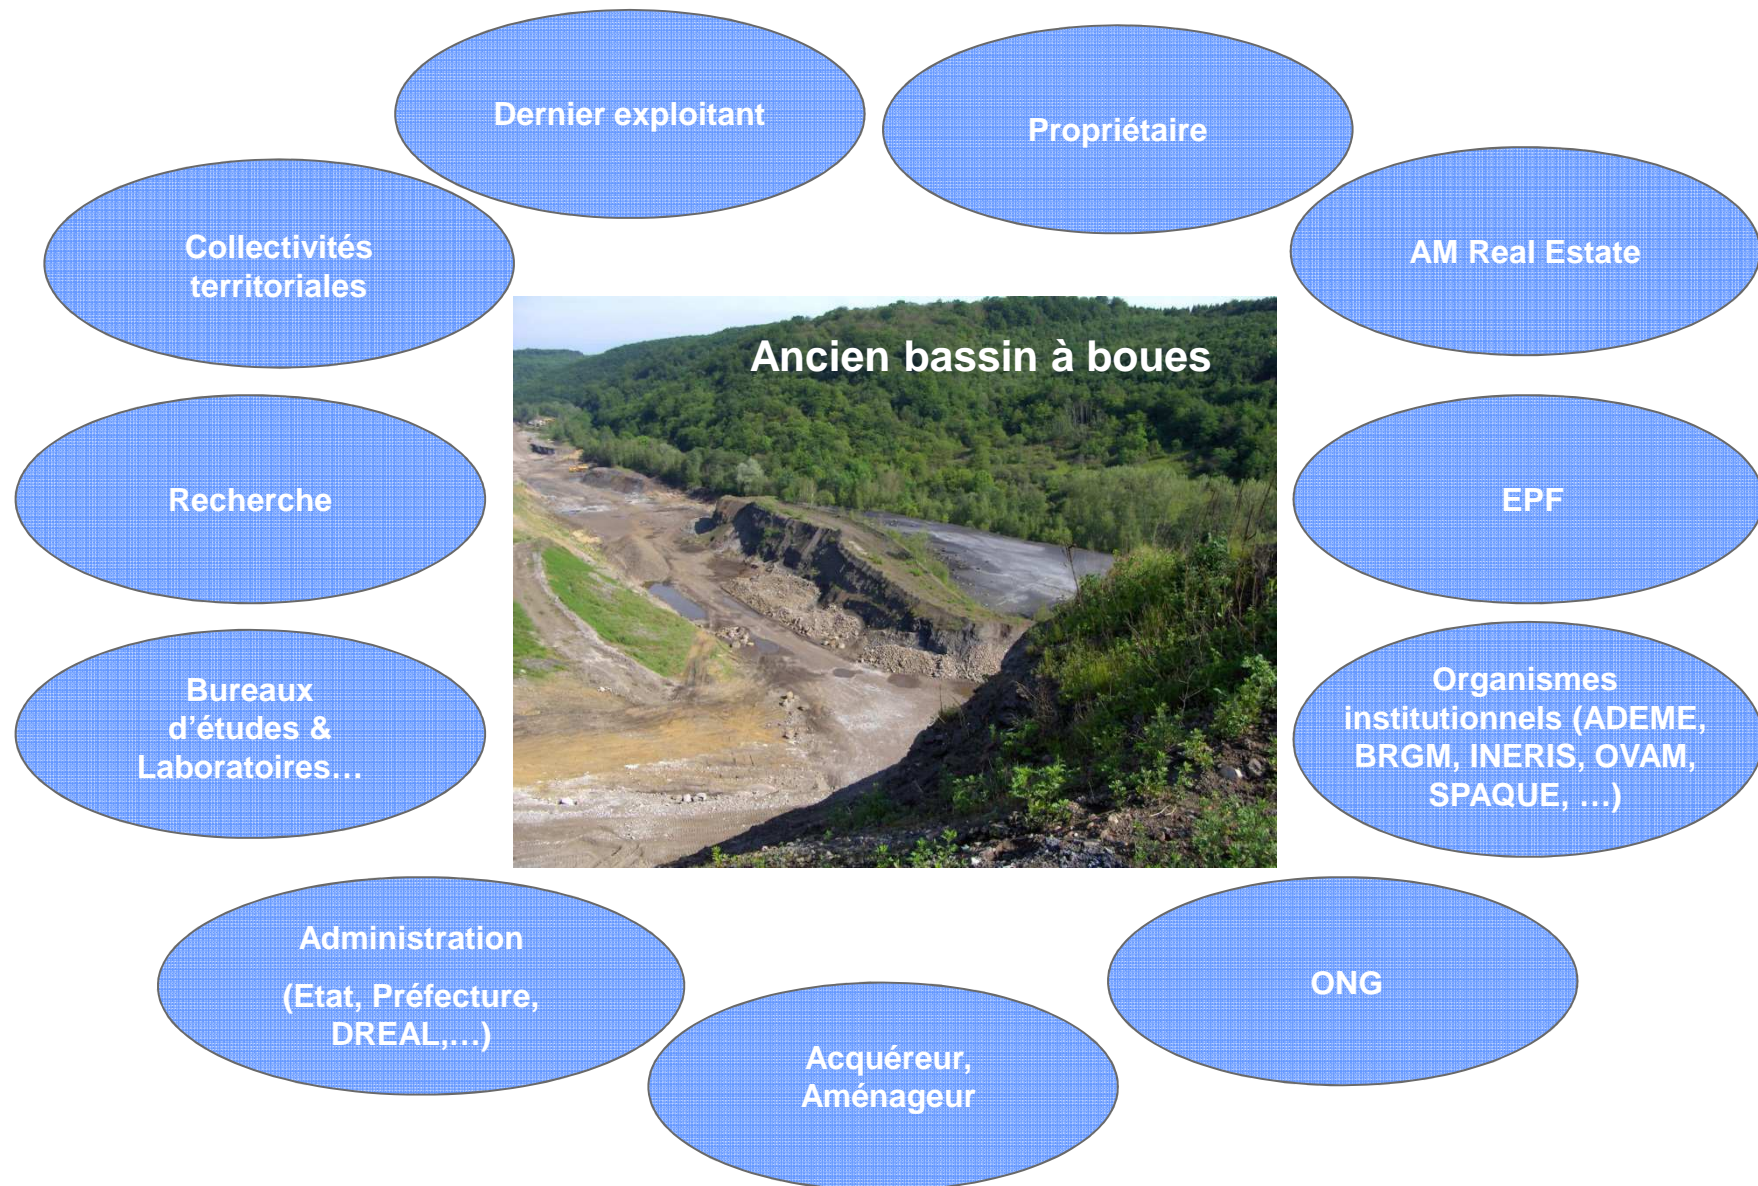 Dernier exploitant
Propriétaire
Collectivités
territoriales
AM Real Estate
Ancien bassin à boues
Recherche
EPF
Bureaux
d’études &
Laboratoires…
Organismes
institutionnels (ADEME,
BRGM, INERIS, OVAM,
SPAQUE, …)
Administration
(Etat, Préfecture,
DREAL,…)
ONG
Acquéreur,
Aménageur